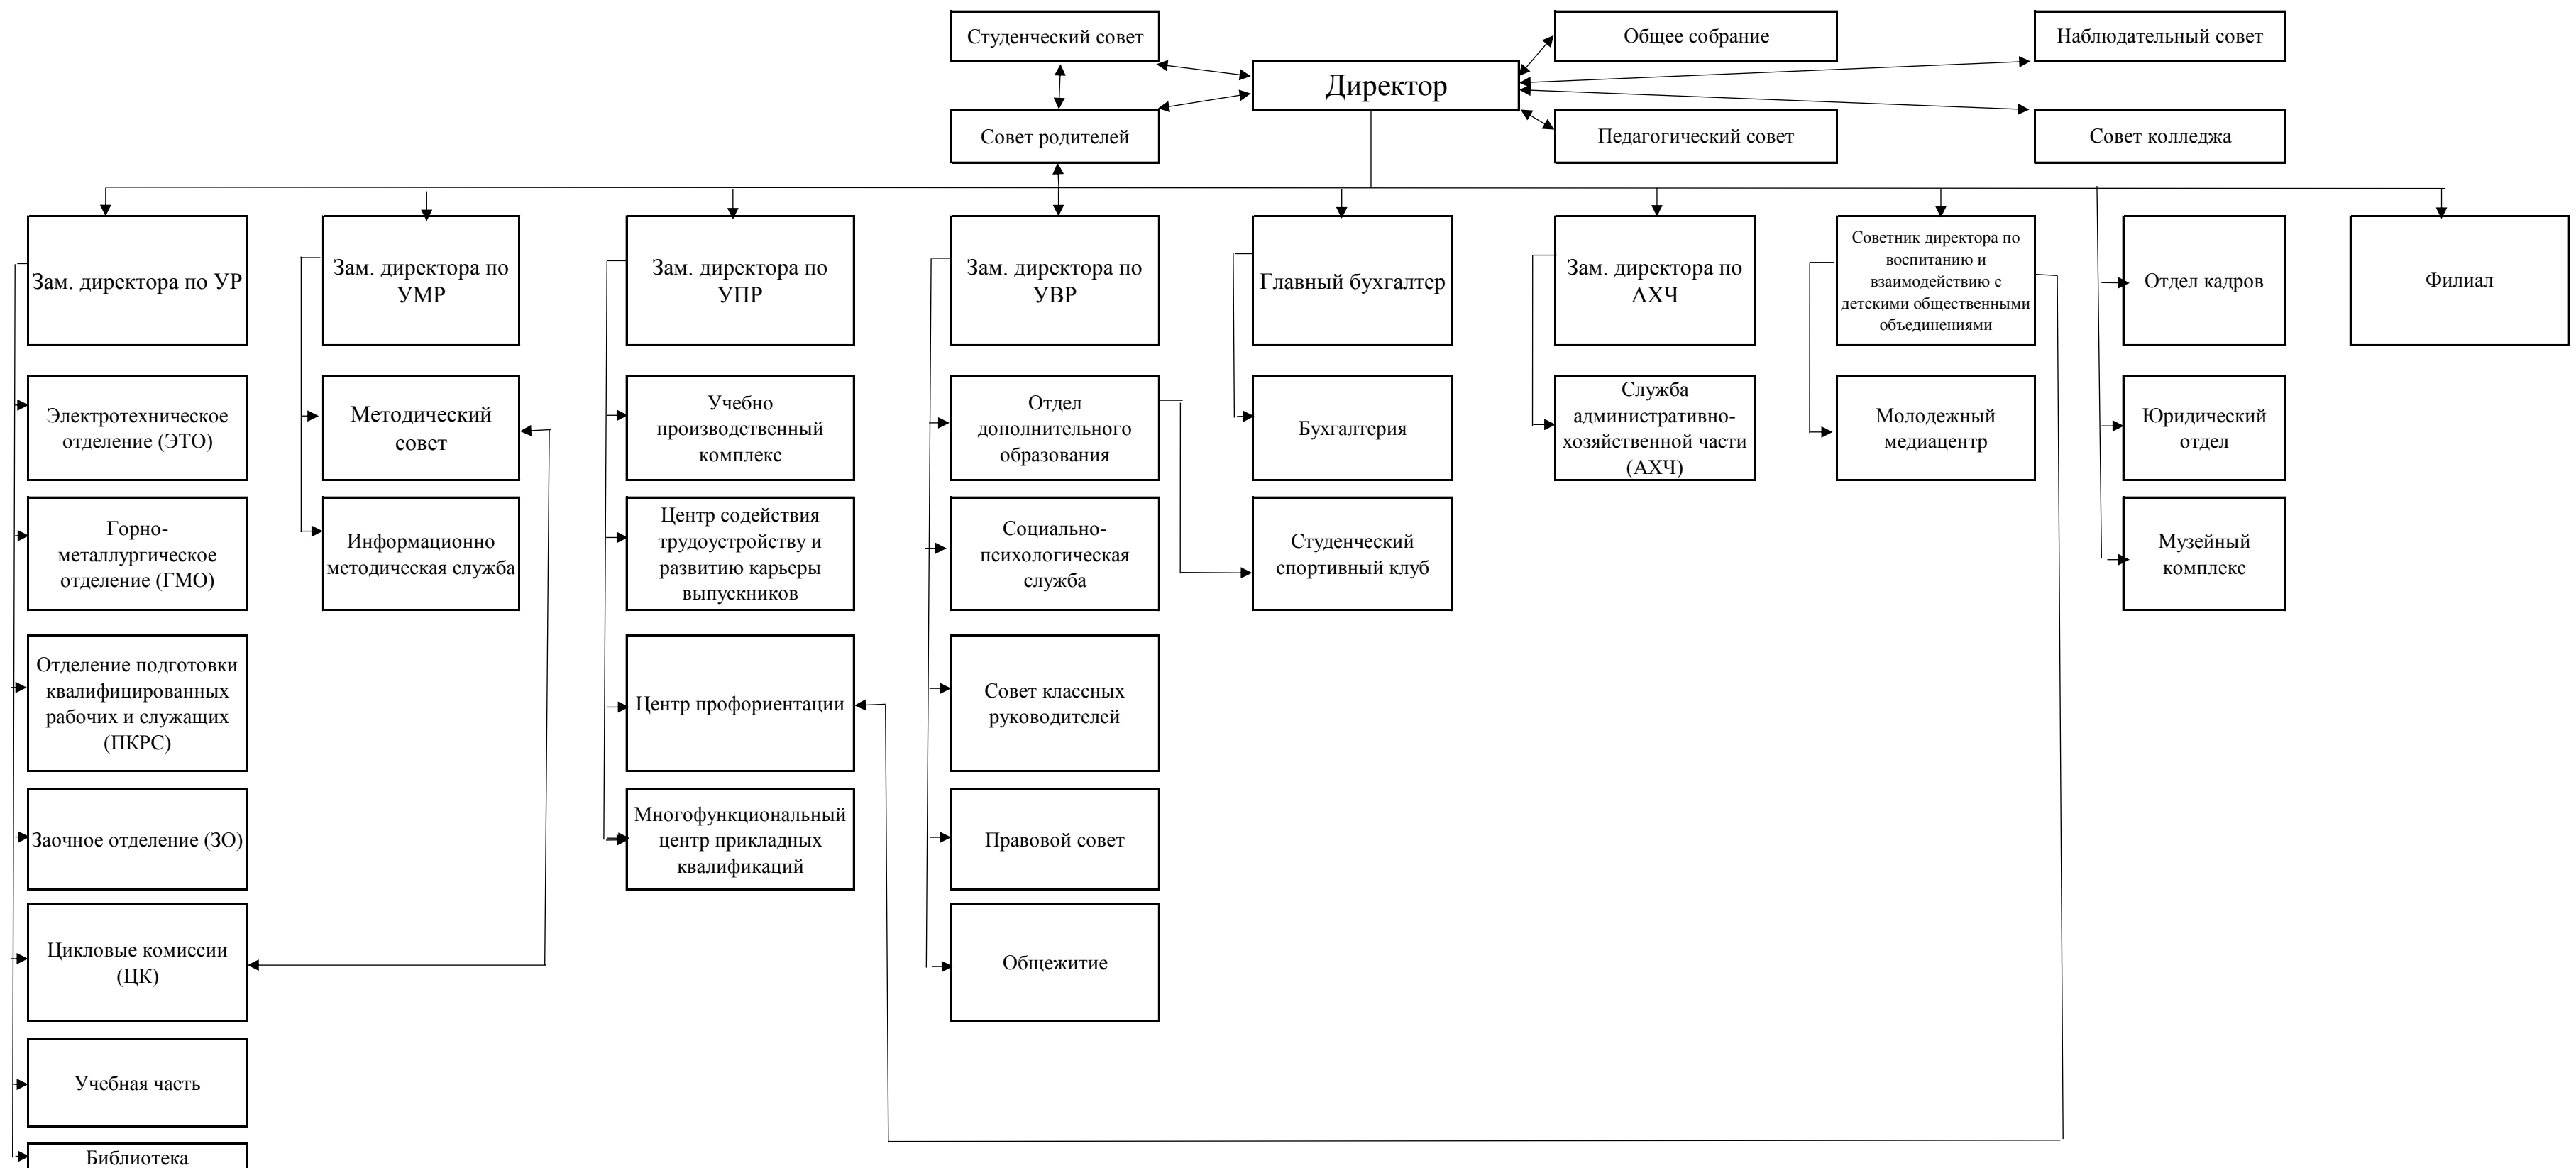 Студенческий совет
Общее собрание
Наблюдательный совет
Директор
Совет родителей
Педагогический совет
Совет колледжа
Зам. директора по УР
Зам. директора по
УМР
Зам. директора по
УПР
Зам. директора по
УВР
Главный бухгалтер
Зам. директора по
АХЧ
Советник директора по
воспитанию и
взаимодействию с
детскими общественными
объединениями
Отдел кадров
Филиал
Электротехническое
отделение (ЭТО)
Методический
совет
Учебно
производственный
комплекс
Отдел
дополнительного
образования
Бухгалтерия
Служба
административно-
хозяйственной части
(АХЧ)
Молодежный
медиацентр
Юридический
отдел
Горно-
металлургическое
отделение (ГМО)
Информационно
методическая служба
Центр содействия
трудоустройству и
развитию карьеры
выпускников
Социально-
психологическая
служба
Студенческий
спортивный клуб
Музейный
комплекс
Отделение подготовки
квалифицированных
рабочих и служащих
(ПКРС)
Центр профориентации
Совет классных
руководителей
Заочное отделение (ЗО)
Многофункциональный
центр прикладных
квалификаций
Правовой совет
Цикловые комиссии
(ЦК)
Общежитие
Учебная часть
Библиотека